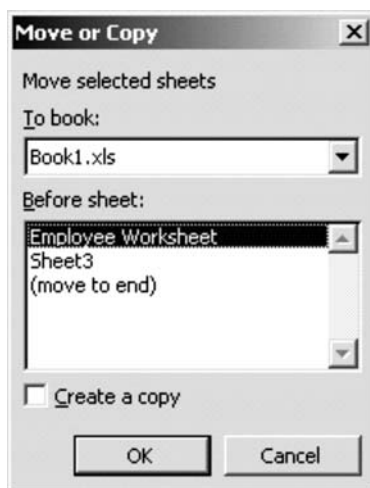 Move or Copy
Move selected sheets
To book:
Book1.xls
Before sheet:
Employee Worksheet
Sheet3
(move to end)
Create a copy
OK Cancel